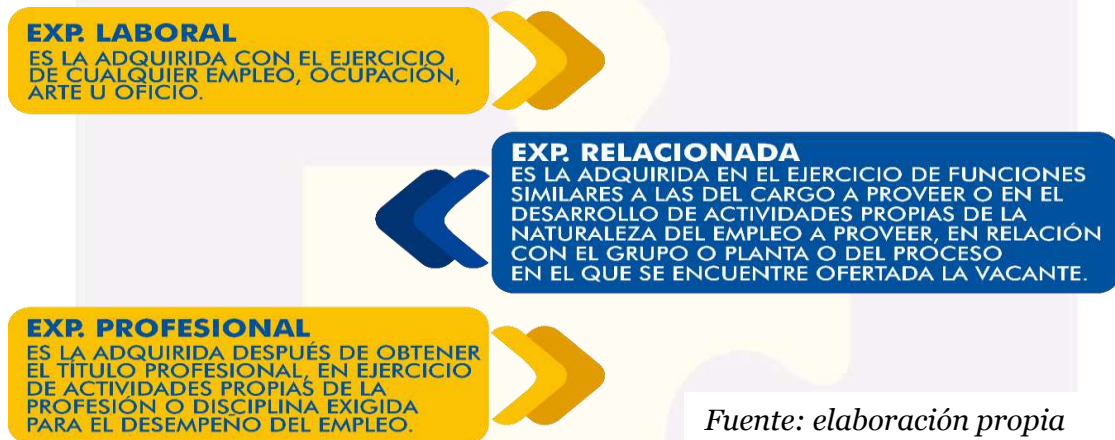 EXP. LABORAL
ES LA ADQUIRIDA CON EL EJERCICIO
DE CUALQUIER EMPLEO, OCUPACIÓN,
ARTE U OFICIO.
EXP. RELACIONADA
ES LA ADQUIRIDA EN EL EJERCICIO DE FUNCIONES
SIMILARES A LAS DEL CARGO A PROVEER O EN EL
DESARROLLO DE ACTIVIDADES PROPIAS DE LA
NATURALEZA DEL EMPLEO A PROVEER, EN RELACIÓN
CON EL GRUPO O PLANTA O DEL PROCESO
EN EL QUE SE ENCUENTRE OFERTADA LA VACANTE.
EXP. PROFESIONAL
ES LA ADQUIRIDA DESPUÉS DE OBTENER
EL TÍTULO PROFESIONAL, EN EJERCICIO
DE ACTIVIDADES PROPIAS DE LA
PROFESIÓN O DISCIPLINA EXIGIDA
PARA EL DESEMPEÑO DEL EMPLEO.
Fuente: elaboración propia